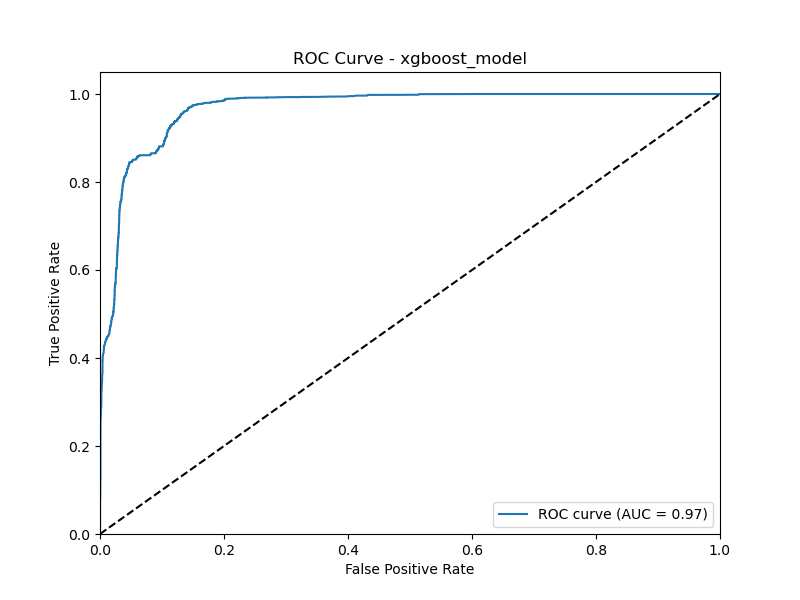 ROC Curve - xgboost_model
1.0
0.8
0.6
0.4
0.2
0.0
True Positive Rate
0.0 0.2 0.4 0.6 0.8 1.0
False Positive Rate
ROC curve (AUC = 0.97)